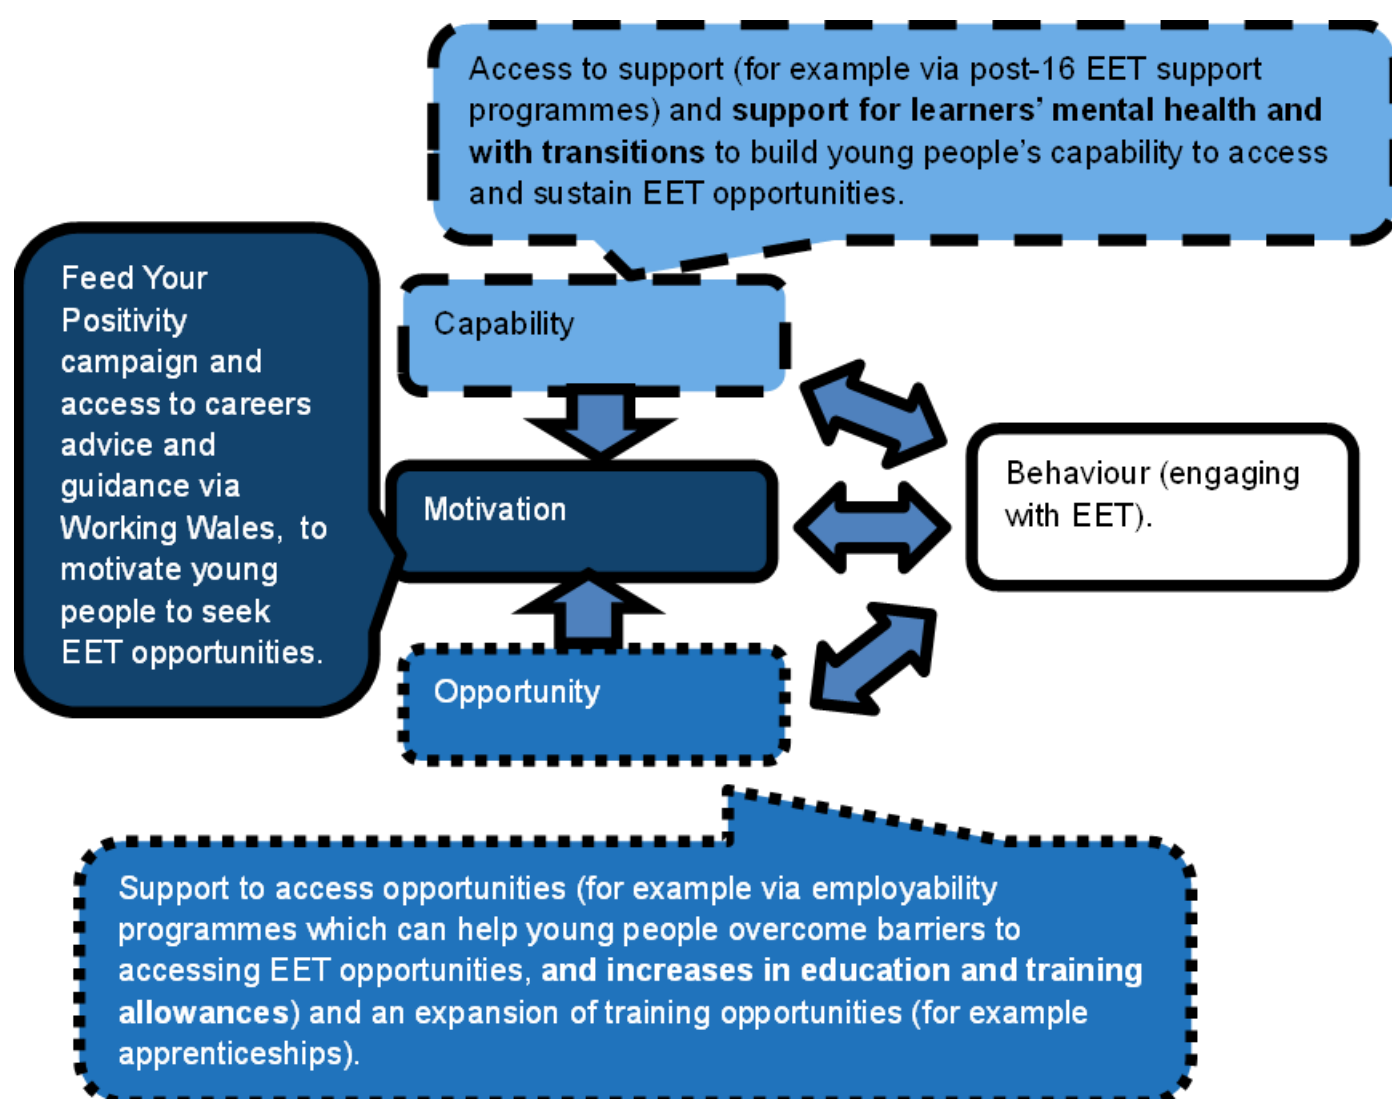 Access to support (for example via post-16 EET support
programmes) and support for learners’ mental health and
with transitions to build young people’s capability to access
and sustain EET opportunities.
Feed Your
Positivity
campaign and
access to careers
advice and
guidance via
Working Wales, to
motivate young
people to seek
EET opportunities.
Capability
Motivation
Opportunity
Behaviour (engaging
with EET).
Support to access opportunities (for example via employability
programmes which can help young people overcome barriers to
accessing EET opportunities, and increases in education and training
allowances) and an expansion of training opportunities (for example
apprenticeships).